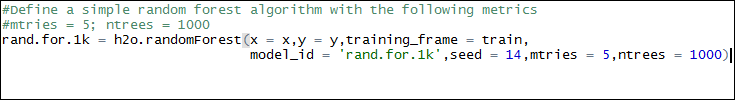 #Define a simple random forest algorithm with the following metrics
#mtries = 5; ntrees = 1000
rand.for.1k = h2o.randomForest(x = x,y = y,training_frame = train,
model_id = 'rand.for.1k',seed = 14,mtries = 5,ntrees = 1000)